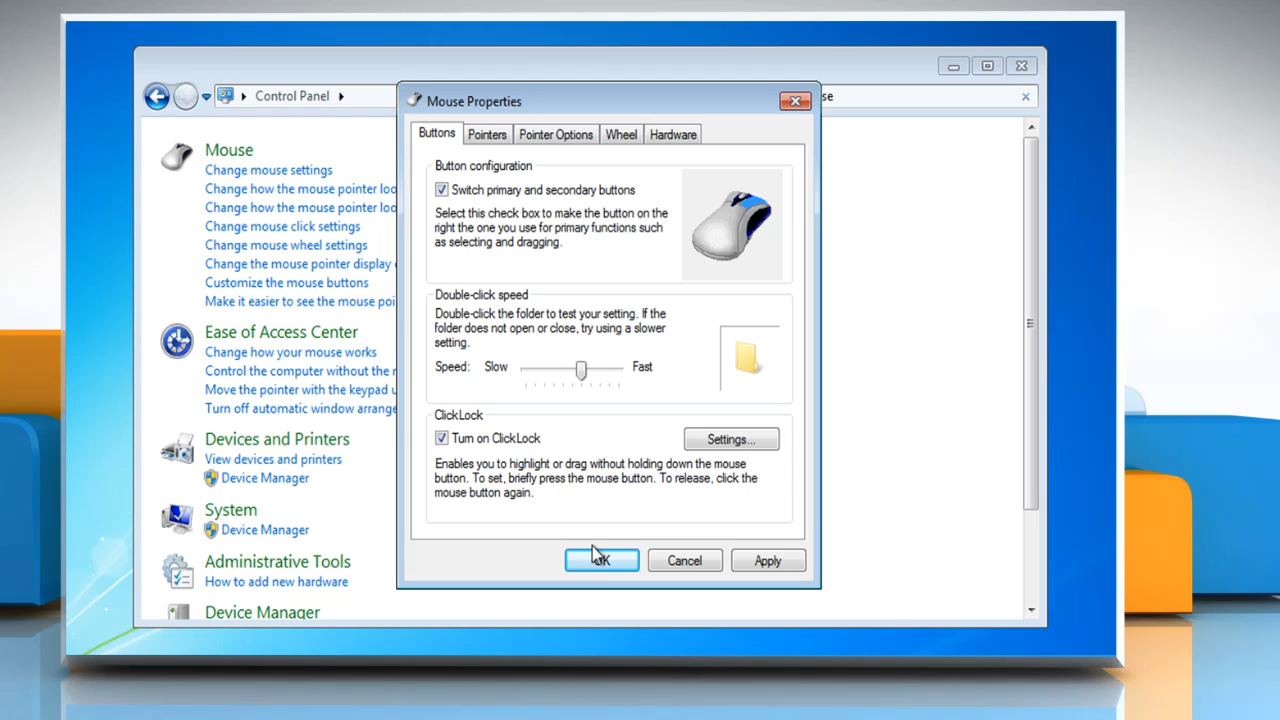 Control Panel
se
Mouse
Change mouse settings
Change how the mouse pointer loo
Change how the mouse pointer loo
Change mouse click settings
Change mouse wheel settings
Change the mouse pointer display
Customize the mouse buttons
Make it easier to see the mouse poi
Ease of Access Center
Change how your mouse works
Control the computer without the
Move the pointer with the keypad
Turn off automatic window arrange
Devices and Printers
View devices and printers
Device Manager
System
Device Manager
Administrative Tools
How to add new hardware
Device Manager
Mouse Properties
Buttons Pointers Pointer Options Wheel Hardware
Button configuration
Switch primary and secondary buttons
Select this check box to make the button on the
right the one you use for primary functions such
as selecting and dragging.
Double-click speed
Double-click the folder to test your setting. If the
folder does not open or close, try using a slower
setting.
Speed: Slow Fast
ClickLock
Turn on ClickLock Settings...
Enables you to highlight or drag without holding down the mouse
button. To set, briefly press the mouse button. To release, click the
mouse button again.
OK Cancel Apply